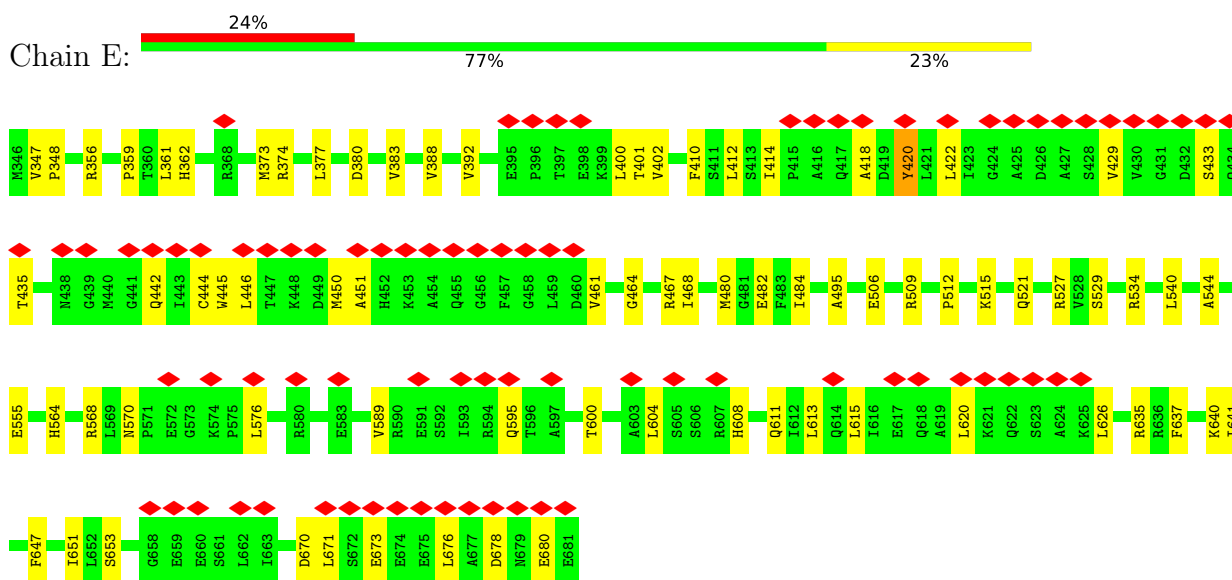 24%
Chain E:
77% 23%
M346 V347 P348 R356 P359 T360 L361 H362 R368 M373 R374 L377 D380 V383 V388 V392 E395 P396 T397 E398 K399 L400 T401 V402 F410 S411 L412 S413 I414 P415 A416 Q417 A418 D419 Y420 L421 L422 I423 G424 A425 D426 A427 S428 V429 V430 G431 D432 S433
T435 N438 G439 M440 G441 Q442 I443 C444 W445 L446 T447 K448 D449 M450 A451 H452 K453 A454 Q455 G456 F457 G458 L459 D460 V461 G464 R467 I468 M480 G481 E482 F483 I484 A495 E506 R509 P512 K515 Q521 R527 V528 S529 R534 L540 A544
E555 H564 R568 L569 N570 P571 E572 G573 K574 P575 L576 R580 E583 V589 R590 E591 S592 I593 R594 Q595 T596 A597 T600 A603 L604 S605 S606 R607 H608 Q611 I612 L613 Q614 L615 I616 E617 Q618 A619 L620 K621 Q622 S623 A624 K625 L626 R635 R636 F637 K640
F647 I651 L652 S653 G658 E659 E660 S661 L662 I663 D670 L671 S672 E673 E674 E675 L676 A677 D678 N679 E680 E681